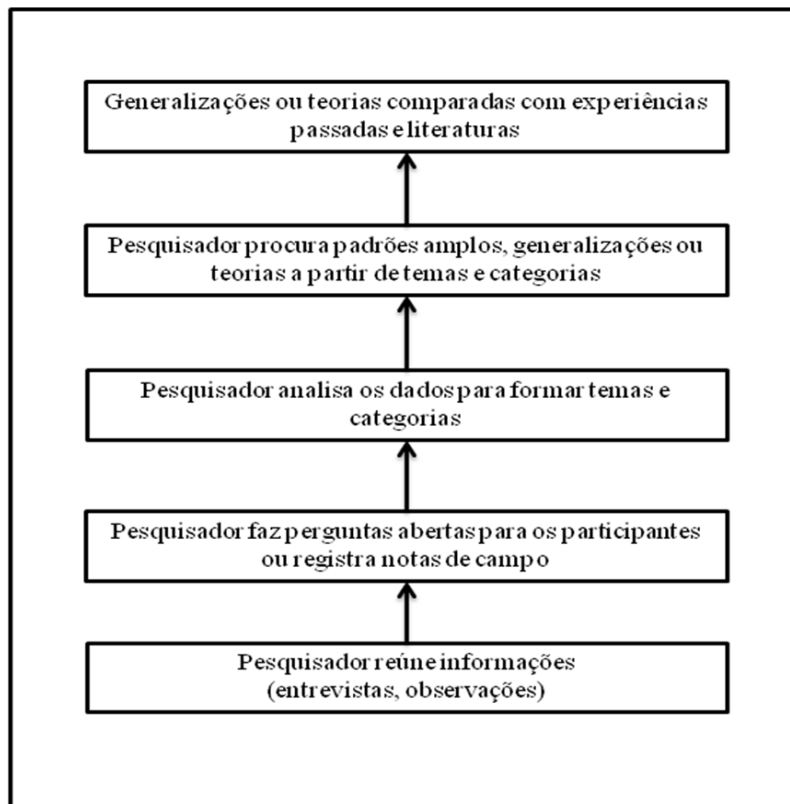 Generalizações ou teorias comparadas com experiências
passadas e literaturas
Pesquisador procura padrões amplos, generalizações ou
teorias a partir de temas e categorias
Pesquisador analisa os dados para formar temas e
categorias
Pesquisador faz perguntas abertas para os participantes
ou registra notas de campo
Pesquisador reúne informações
(entrevistas, observações)